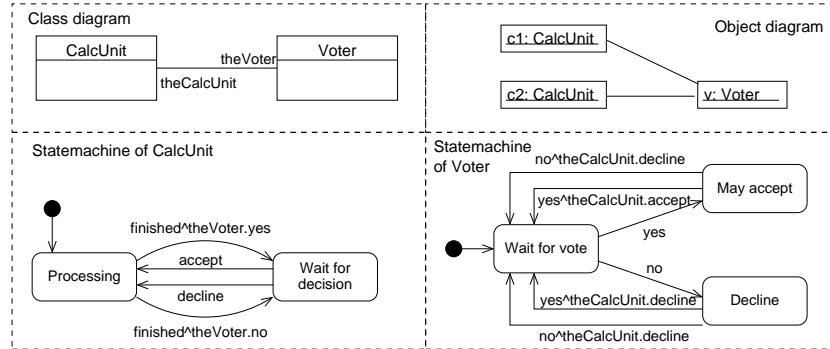 Class diagram
CalcUnit
Voter
theVoter
theCalcUnit
Object diagram
c1: CalcUnit
c2: CalcUnit
v: Voter
Statemachine of CalcUnit
finished^theVoter.yes
Processing
accept
Wait for
decision
decline
finished^theVoter.no
Statemachine
of Voter
no^theCalcUnit.decline
May accept
yes^theCalcUnit.accept
yes
Wait for vote
no
yes^theCalcUnit.decline
Decline
no^theCalcUnit.decline